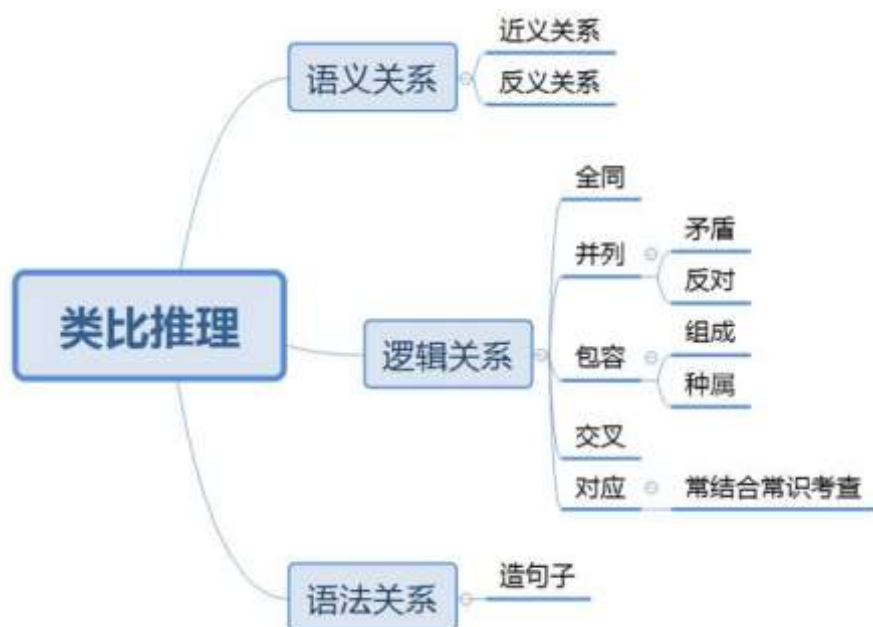 类比推理
语义关系
近义关系
反义关系
逻辑关系
全同
并列
矛盾
反对
包容
组成
种属
交叉
对应
常结合常识考查
语法关系
造句子